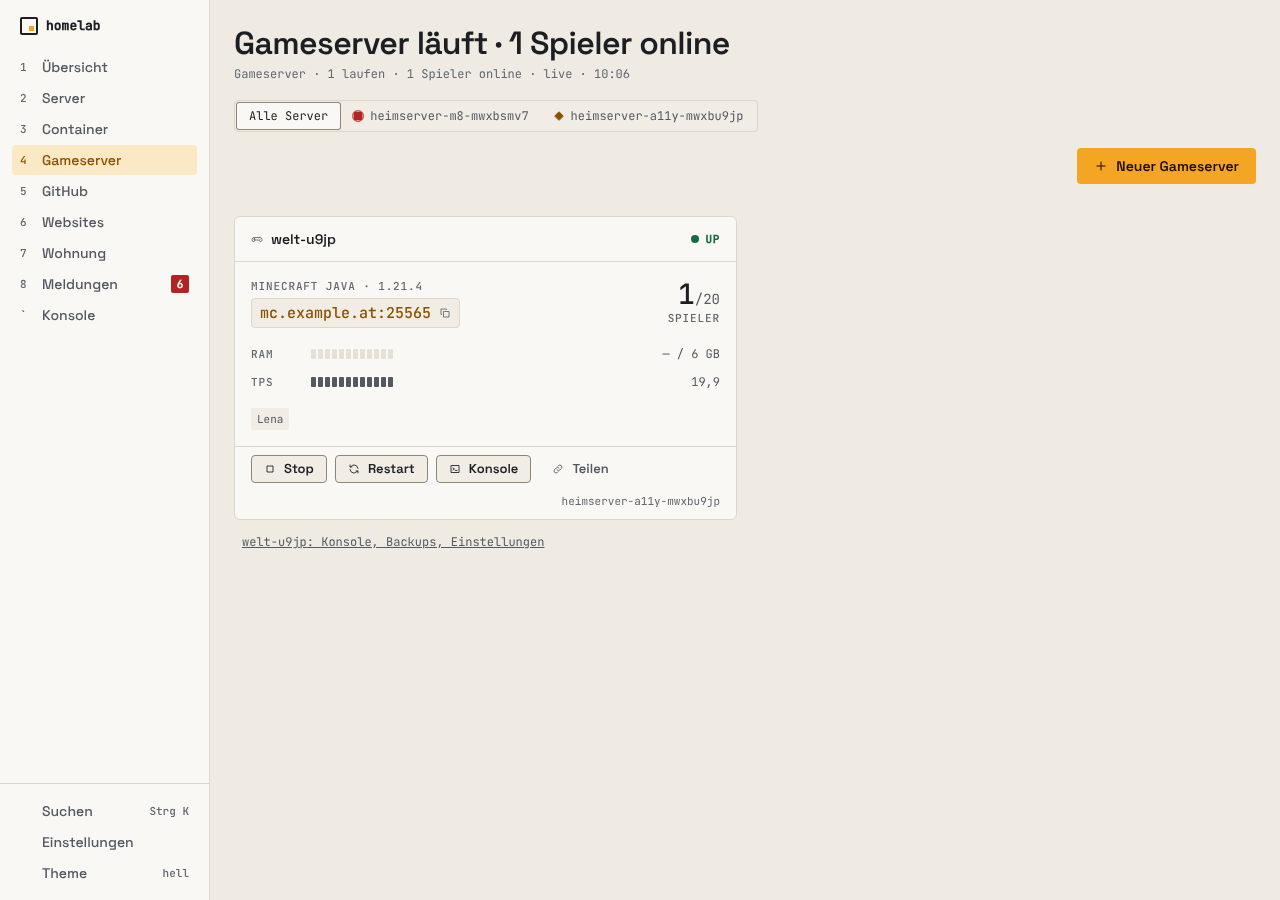 homelab
1 Übersicht
2 Server
3 Container
4 Gameserver
5 GitHub
6 Websites
7 Wohnung
8 Meldungen 6
` Konsole
Suchen Strg K
Einstellungen
Theme hell
Gameserver läuft · 1 Spieler online
Gameserver · 1 laufen · 1 Spieler online · live · 10:06
Alle Server heimserver-m8-mwxbsmv7 heimserver-a11y-mwxbu9jp
+ Neuer Gameserver
welt-u9jp UP
MINECRAFT JAVA · 1.21.4
mc.example.at:25565
1/20
SPIELER
RAM — / 6 GB
TPS 19,9
Lena
Stop Restart Konsole Teilen
heimserver-a11y-mwxbu9jp
welt-u9jp: Konsole, Backups, Einstellungen